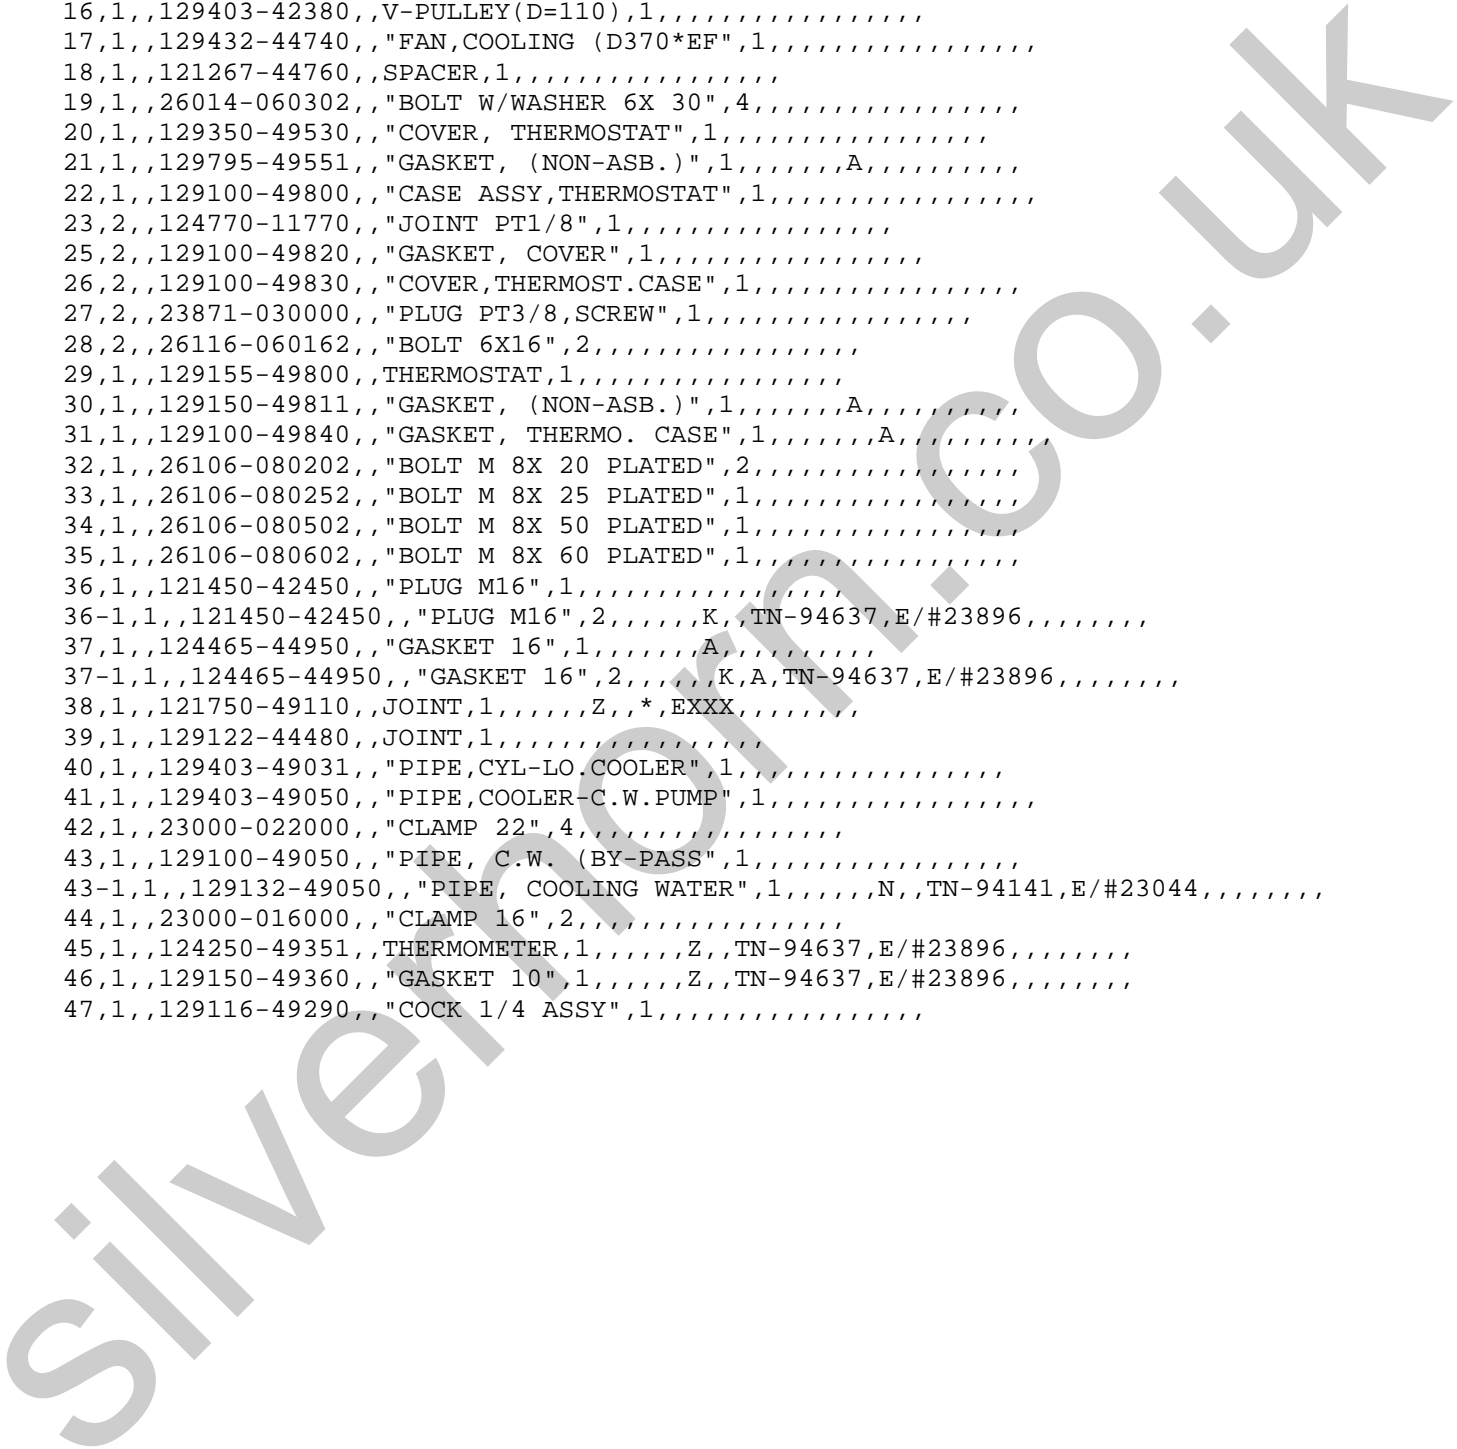 16,1,,129403-42380,,V-PULLEY(D=110),1,,,,,,,,,,,,,,,,,
17,1,,129432-44740,,"FAN,COOLING (D370*EF",1,,,,,,,,,,,,,,,,,
18,1,,121267-44760,,SPACER,1,,,,,,,,,,,,,,,,,
19,1,,26014-060302,,"BOLT W/WASHER 6X 30",4,,,,,,,,,,,,,,,,,
20,1,,129350-49530,,"COVER, THERMOSTAT",1,,,,,,,,,,,,,,,,,
21,1,,129795-49551,,"GASKET, (NON-ASB.)",1,,,,,,,A,,,,,,,,,,
22,1,,129100-49800,,"CASE ASSY,THERMOSTAT",1,,,,,,,,,,,,,,,,,
23,2,,124770-11770,,"JOINT PT1/8",1,,,,,,,,,,,,,,,,,
25,2,,129100-49820,,"GASKET, COVER",1,,,,,,,,,,,,,,,,,
26,2,,129100-49830,,"COVER,THERMOST.CASE",1,,,,,,,,,,,,,,,,,
27,2,,23871-030000,,"PLUG PT3/8,SCREW",1,,,,,,,,,,,,,,,,,
28,2,,26116-060162,,"BOLT 6X16",2,,,,,,,,,,,,,,,,,
29,1,,129155-49800,,THERMOSTAT,1,,,,,,,,,,,,,,,,,
30,1,,129150-49811,,"GASKET, (NON-ASB.)",1,,,,,,,A,,,,,,,,,,
31,1,,129100-49840,,"GASKET, THERMO. CASE",1,,,,,,,A,,,,,,,,,,
32,1,,26106-080202,,"BOLT M 8X 20 PLATED",2,,,,,,,,,,,,,,,,,
33,1,,26106-080252,,"BOLT M 8X 25 PLATED",1,,,,,,,,,,,,,,,,,
34,1,,26106-080502,,"BOLT M 8X 50 PLATED",1,,,,,,,,,,,,,,,,,
35,1,,26106-080602,,"BOLT M 8X 60 PLATED",1,,,,,,,,,,,,,,,,,
36,1,,121450-42450,,"PLUG M16",1,,,,,,,,,,,,,,,,,
36-1,1,,121450-42450,,"PLUG M16",2,,,,,,K,,TN-94637,E/#23896,,,,,,,,
37,1,,124465-44950,,"GASKET 16",1,,,,,,,A,,,,,,,,,,
37-1,1,,124465-44950,,"GASKET 16",2,,,,,,K,A,TN-94637,E/#23896,,,,,,,,
38,1,,121750-49110,,JOINT,1,,,,,,Z,,*,EXXX,,,,,,,,
39,1,,129122-44480,,JOINT,1,,,,,,,,,,,,,,,,,
40,1,,129403-49031,,"PIPE,CYL-LO.COOLER",1,,,,,,,,,,,,,,,,,
41,1,,129403-49050,,"PIPE,COOLER-C.W.PUMP",1,,,,,,,,,,,,,,,,,
42,1,,23000-022000,,"CLAMP 22",4,,,,,,,,,,,,,,,,,
43,1,,129100-49050,,"PIPE, C.W. (BY-PASS",1,,,,,,,,,,,,,,,,,
43-1,1,,129132-49050,,"PIPE, COOLING WATER",1,,,,,,N,,TN-94141,E/#23044,,,,,,,,
44,1,,23000-016000,,"CLAMP 16",2,,,,,,,,,,,,,,,,,
45,1,,124250-49351,,THERMOMETER,1,,,,,,Z,,TN-94637,E/#23896,,,,,,,,
46,1,,129150-49360,,"GASKET 10",1,,,,,,Z,,TN-94637,E/#23896,,,,,,,,
47,1,,129116-49290,,"COCK 1/4 ASSY",1,,,,,,,,,,,,,,,,,
silverhorn.co.uk